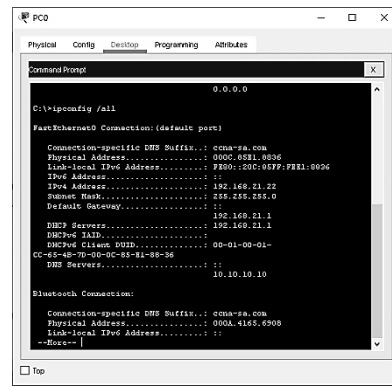 PC0
Physical Config Desktop Programming Attributes
Command Prompt
X
0.0.0.0
C:\>ipconfig /all
FastEthernet0 Connection:(default port)
Connection-specific DNS Suffix..: ccna-sa.com
Physical Address................: 000C.85E1.8836
Link-local IPv6 Address.........: FE80::20C:85FF:FEE1:8836
IPv6 Address....................: ::
IPv4 Address....................: 192.168.21.22
Subnet Mask.....................: 255.255.255.0
Default Gateway.................: ::
192.168.21.1
DHCP Servers....................: 192.168.21.1
DHCPv6 IAID.....................:
DHCPv6 Client DUID..............: 00-01-00-01-
CC-65-4B-7D-00-0C-85-E1-88-36
DNS Servers.....................: ::
10.10.10.10
Bluetooth Connection:
Connection-specific DNS Suffix..: ccna-sa.com
Physical Address................: 000A.4165.6908
Link-local IPv6 Address.........: ::
--More--
Top